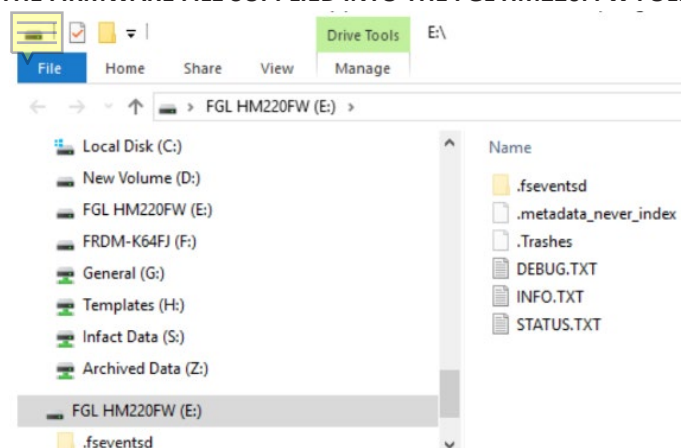 Drive Tools E:\
File Home Share View Manage
FGL HM220FW (E:)
Local Disk (C:)
New Volume (D:)
FGL HM220FW (E:)
FRDM-K64FJ (F:)
General (G:)
Templates (H:)
Infact Data (S:)
Archived Data (Z:)
FGL HM220FW (E:)
.fseventsd
Name
.fseventsd
.metadata_never_index
.Trashes
DEBUG.TXT
INFO.TXT
STATUS.TXT